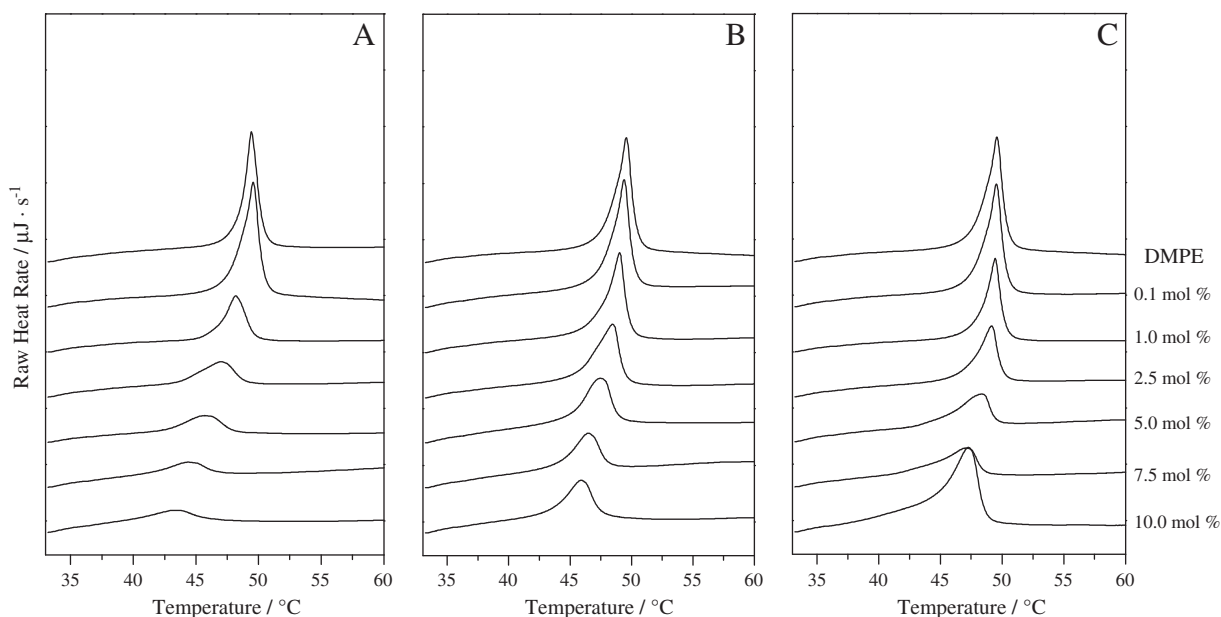 A
B
C
Raw Heat Rate / μJ · s⁻¹
DMPE
0.1 mol %
1.0 mol %
2.5 mol %
5.0 mol %
7.5 mol %
10.0 mol %
35 40 45 50 55 60
35 40 45 50 55 60
35 40 45 50 55 60
Temperature / °C
Temperature / °C
Temperature / °C